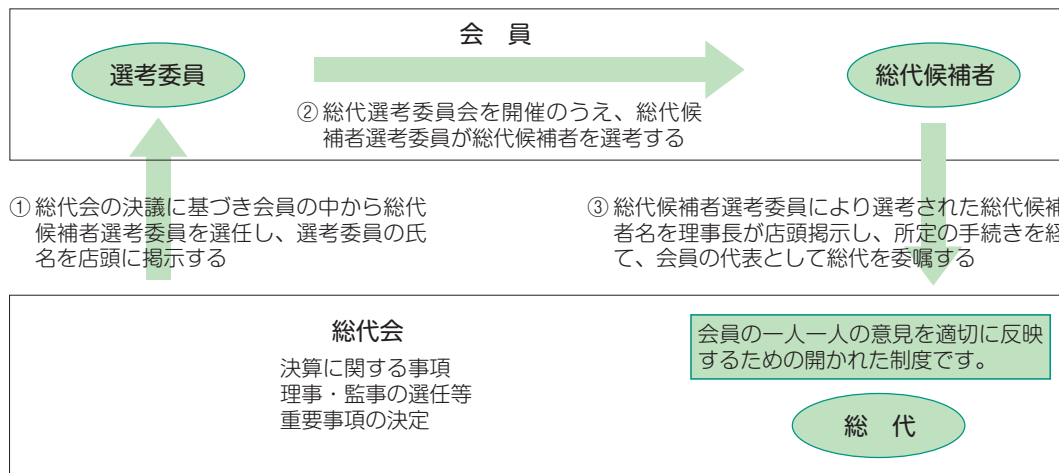 会 員
選考委員
総代候補者
② 総代選考委員会を開催のうえ、総代候
補者選考委員が総代候補者を選考する
① 総代会の決議に基づき会員の中から総代
候補者選考委員を選任し、選考委員の氏
名を店頭に掲示する
③ 総代候補者選考委員により選考された総代候補
者名を理事長が店頭掲示し、所定の手続きを経
て、会員の代表として総代を委嘱する
総代会
決算に関する事項
理事・監事の選任等
重要事項の決定
会員の一人一人の意見を適切に反映
するための開かれた制度です。
総 代